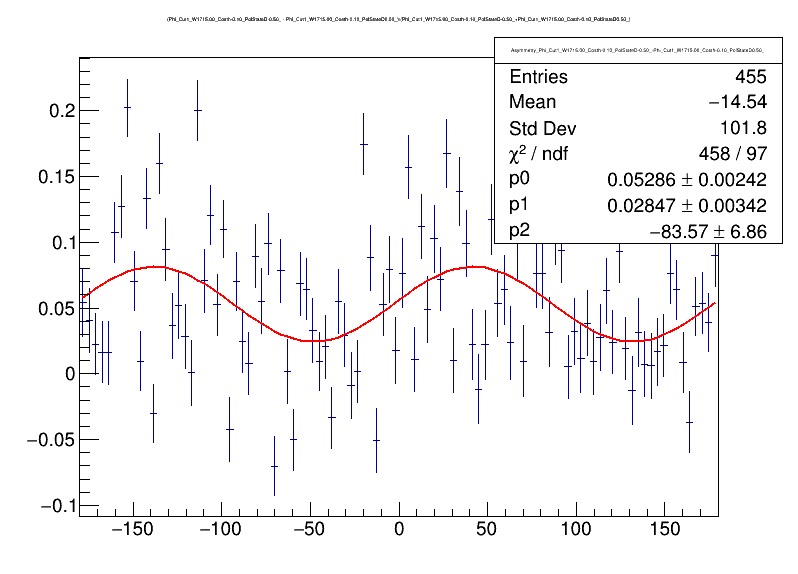 Entries 455
Mean −14.54
Std Dev 101.8
χ² / ndf 458 / 97
p0 0.05286 ± 0.00242
p1 0.02847 ± 0.00342
p2 −83.57 ± 6.86
0.2
0.15
0.1
0.05
0
−0.05
−0.1
−150 −100 −50 0 50 100 150